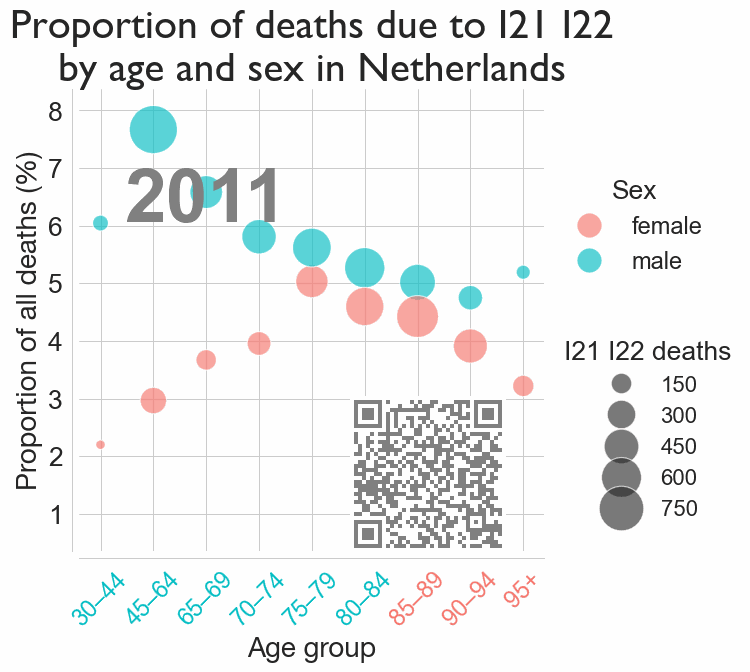 Proportion of deaths due to I21 I22
by age and sex in Netherlands
Proportion of all deaths (%)
8
7
6
5
4
3
2
1
2011
30–44
45–64
65–69
70–74
75–79
80–84
85–89
90–94
95+
Age group
Sex
female
male
I21 I22 deaths
150
300
450
600
750